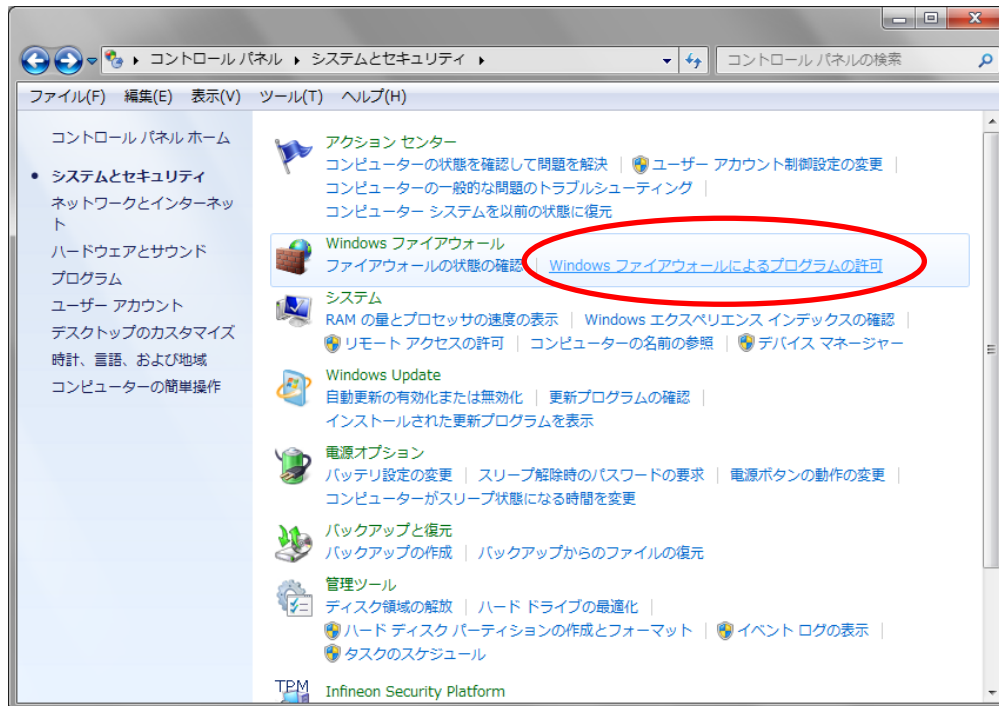 コントロール パネル ▸ システムとセキュリティ ▸
コントロール パネルの検索
ファイル(F) 編集(E) 表示(V) ツール(T) ヘルプ(H)
コントロール パネル ホーム
システムとセキュリティ
ネットワークとインターネッ
ト
ハードウェアとサウンド
プログラム
ユーザー アカウント
デスクトップのカスタマイズ
時計、言語、および地域
コンピューターの簡単操作
アクション センター
コンピューターの状態を確認して問題を解決 | ユーザー アカウント制御設定の変更 |
コンピューターの一般的な問題のトラブルシューティング |
コンピューター システムを以前の状態に復元
Windows ファイアウォール
ファイアウォールの状態の確認 | Windows ファイアウォールによるプログラムの許可
システム
RAM の量とプロセッサの速度の表示 | Windows エクスペリエンス インデックスの確認 |
リモート アクセスの許可 | コンピューターの名前の参照 | デバイス マネージャー
Windows Update
自動更新の有効化または無効化 | 更新プログラムの確認 |
インストールされた更新プログラムを表示
電源オプション
バッテリ設定の変更 | スリープ解除時のパスワードの要求 | 電源ボタンの動作の変更 |
コンピューターがスリープ状態になる時間を変更
バックアップと復元
バックアップの作成 | バックアップからのファイルの復元
管理ツール
ディスク領域の解放 | ハード ドライブの最適化 |
ハード ディスク パーティションの作成とフォーマット | イベント ログの表示 |
タスクのスケジュール
TPM
Infineon Security Platform